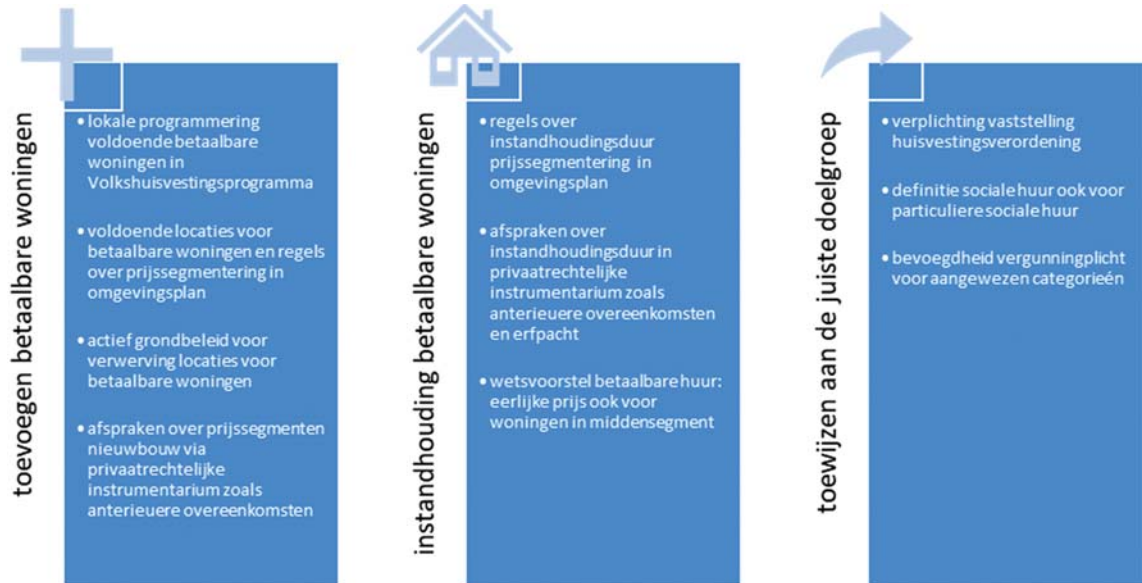 toevoegen betaalbare woningen
• lokale programmering
voldoende betaalbare
woningen in
Volkshuisvestingsprogramma
• voldoende locaties voor
betaalbare woningen en regels
over prijssegmentering in
omgevingsplan
• actief grondbeleid voor
verwerving locaties voor
betaalbare woningen
• afspraken over prijssegmenten
nieuwbouw via
privaatrechtelijke
instrumentarium zoals
anterieuere overeenkomsten
instandhouding betaalbare woningen
• regels over
instandhoudingsduur
prijssegmentering in
omgevingsplan
• afspraken over
instandhoudingsduur in
privaatrechtelijke
instrumentarium zoals
anterieuere overeenkomsten
en erfpacht
• wetsvoorstel betaalbare huur:
eerlijke prijs ook voor
woningen in middensegment
toewijzen aan de juiste doelgroep
• verplichting vaststelling
huisvestingsverordening
• definitie sociale huur ook voor
particuliere sociale huur
• bevoegdheid vergunningplicht
voor aangewezen categorieén